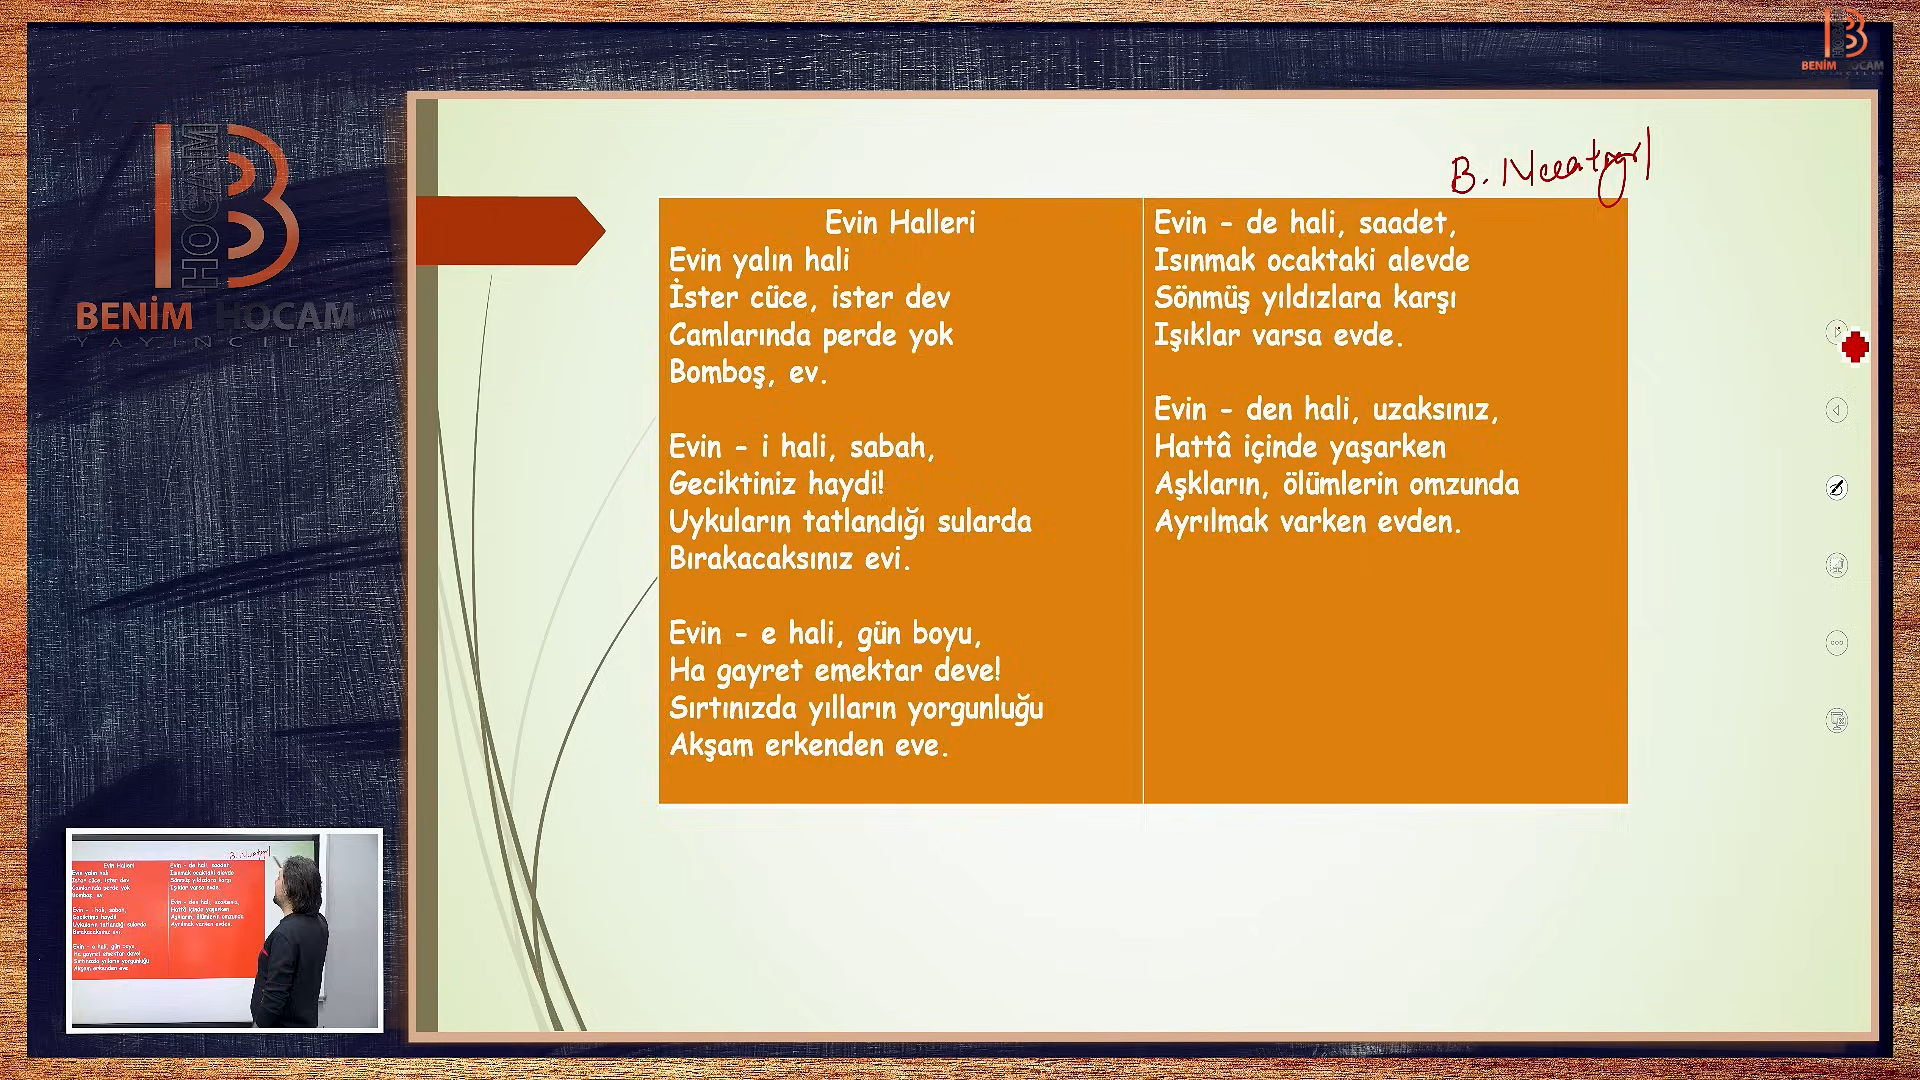 BENİM HOCAM
YAYINCILIK
HOCAM
BENİM HOCAM
YAYINCILIK
B. Necatigil
Evin Halleri
Evin yalın hali
İster cüce, ister dev
Camlarında perde yok
Bomboş, ev.
Evin - i hali, sabah,
Geciktiniz haydi!
Uykuların tatlandığı sularda
Bırakacaksınız evi.
Evin - e hali, gün boyu,
Ha gayret emektar deve!
Sırtınızda yılların yorgunluğu
Akşam erkenden eve.
Evin - de hali, saadet,
Isınmak ocaktaki alevde
Sönmüş yıldızlara karşı
Işıklar varsa evde.
Evin - den hali, uzaksınız,
Hattâ içinde yaşarken
Aşkların, ölümlerin omzunda
Ayrılmak varken evden.